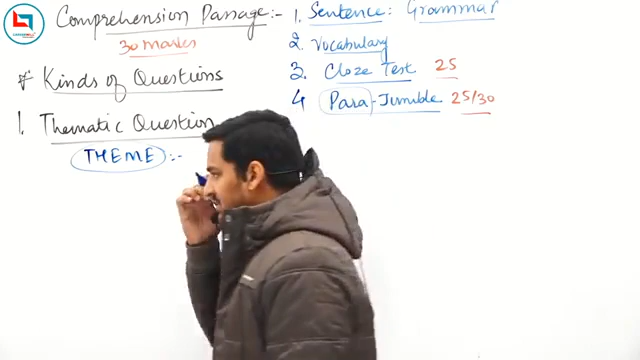 Comprehension Passage:-
30 Marks
Kinds of Questions
1. Thematic Question
THEME :-
1. Sentence: Grammar
2. Vocabulary
3. Cloze Test 25
4 Para-Jumble 25/30